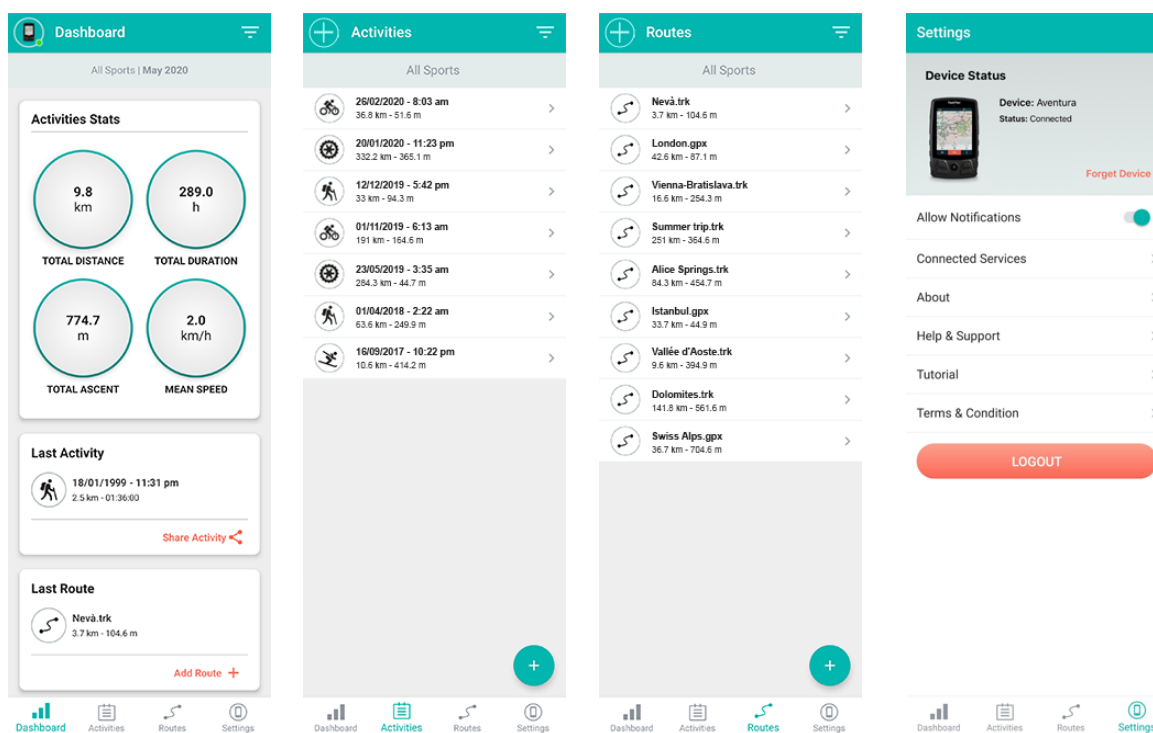 Dashboard
All Sports | May 2020
Activities Stats
9.8
km
289.0
h
TOTAL DISTANCE
TOTAL DURATION
774.7
m
2.0
km/h
TOTAL ASCENT
MEAN SPEED
Last Activity
18/01/1999 - 11:31 pm
2.5 km - 01:36:00
Share Activity
Last Route
Nevà.trk
3.7 km - 104.6 m
Add Route +
Dashboard
Activities
Routes
Settings
Activities
All Sports
26/02/2020 - 8:03 am
36.8 km - 51.6 m
20/01/2020 - 11:23 pm
332.2 km - 365.1 m
12/12/2019 - 5:42 pm
33 km - 94.3 m
01/11/2019 - 6:13 am
191 km - 164.6 m
23/05/2019 - 3:35 am
284.3 km - 44.7 m
01/04/2018 - 2:22 am
63.6 km - 249.9 m
16/09/2017 - 10:22 pm
10.6 km - 414.2 m
Dashboard
Activities
Routes
Settings
Routes
All Sports
Nevà.trk
3.7 km - 104.6 m
London.gpx
42.6 km - 87.1 m
Vienna-Bratislava.trk
16.6 km - 254.3 m
Summer trip.trk
251 km - 364.6 m
Alice Springs.trk
84.3 km - 454.7 m
Istanbul.gpx
33.7 km - 44.9 m
Vallée d'Aoste.trk
9.6 km - 394.9 m
Dolomites.trk
141.8 km - 561.6 m
Swiss Alps.gpx
36.7 km - 704.6 m
Dashboard
Activities
Routes
Settings
Settings
Device Status
Device: Aventura
Status: Connected
Forget Device
Allow Notifications
Connected Services
About
Help & Support
Tutorial
Terms & Condition
LOGOUT
Dashboard
Activities
Routes
Settings